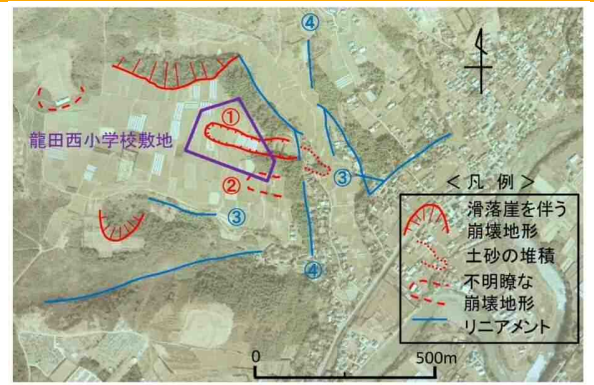 ④
①
龍田西小学校敷地
②
③
③
④
＜ 凡 例 ＞
滑落崖を伴う
崩壊地形
土砂の堆積
不明瞭な
崩壊地形
リニアメント
0
500m